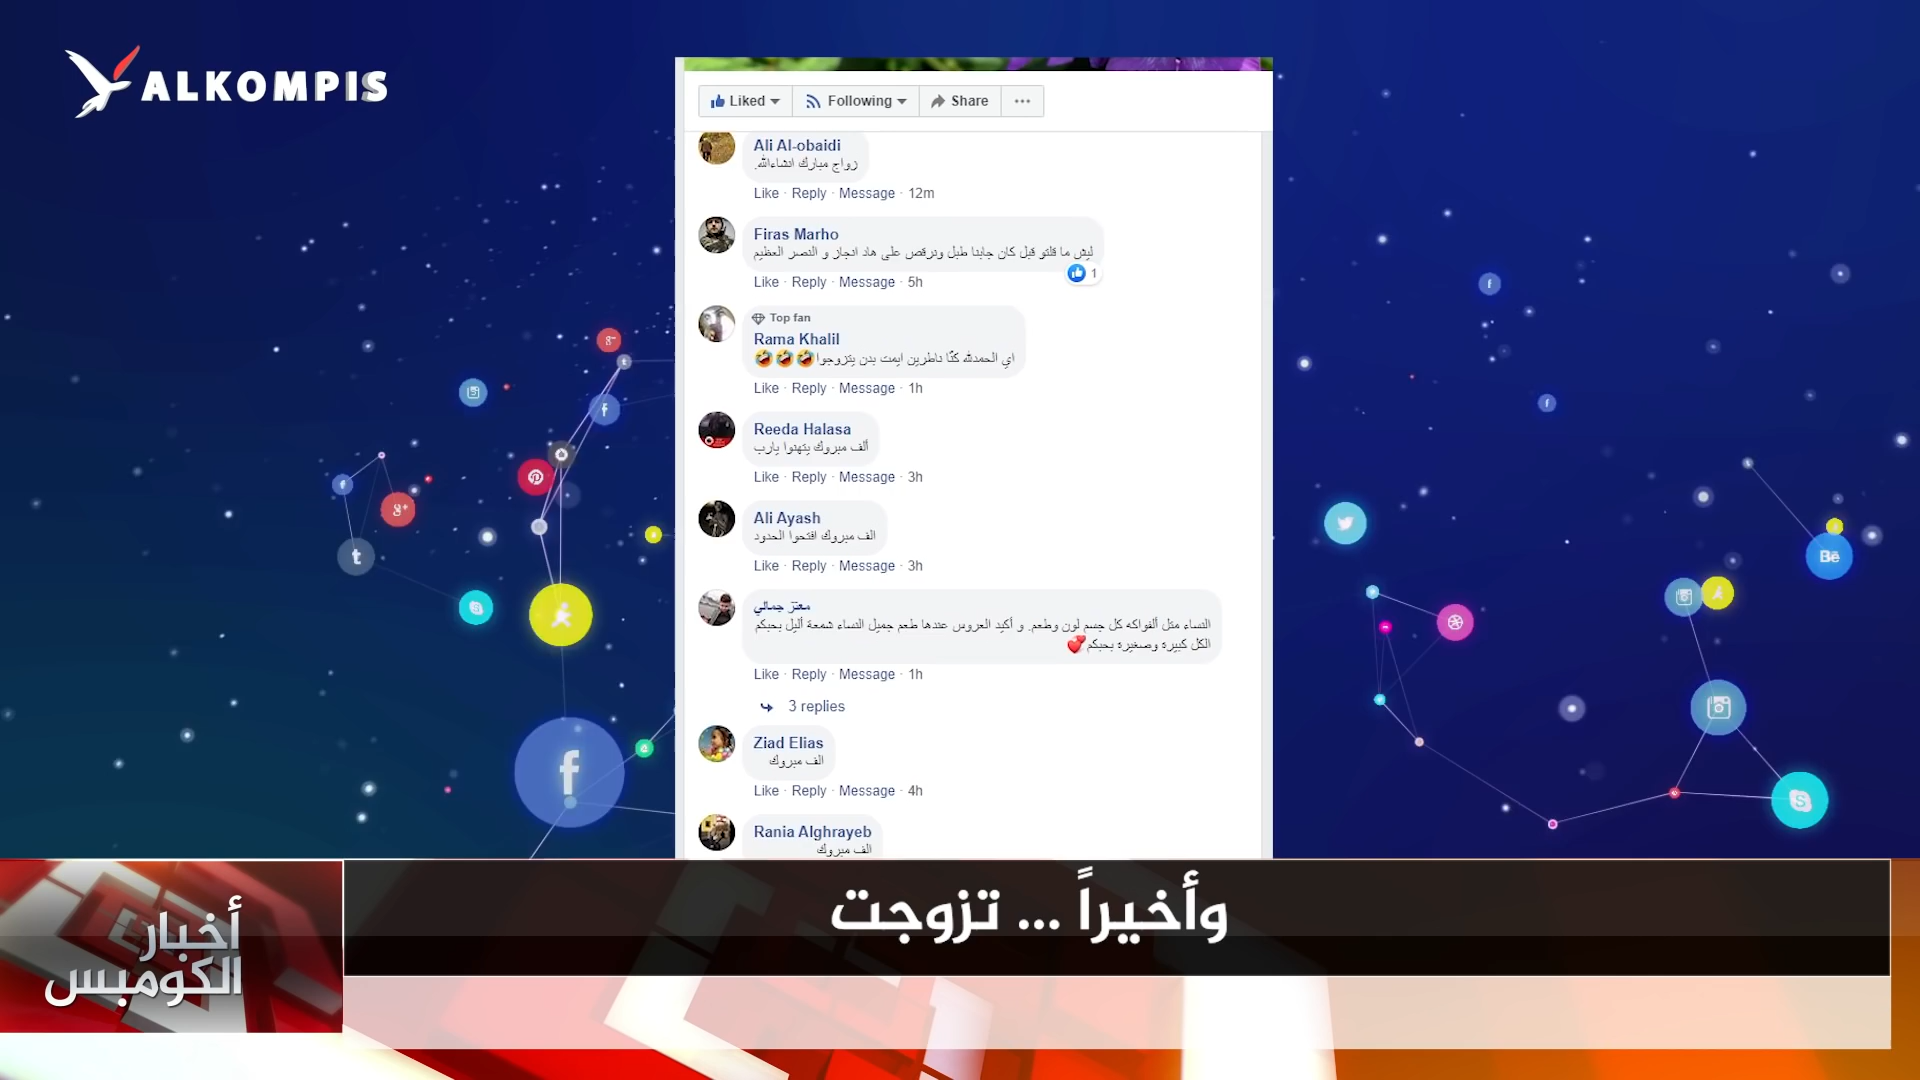 ALKOMPIS
Liked
Following
Share
Ali Al-obaidi
زواج مبارك انشاءالله.
Like · Reply · Message · 12m
Firas Marho
ليش ما قلتو قبل كان جابنا طبل ونرقص على هاد انجاز و النصر العظيم
1
Like · Reply · Message · 5h
Top fan
Rama Khalil
اي الحمدلله كنّا ناطرين ايمت بدن يتزوجوا🤣🤣🤣
Like · Reply · Message · 1h
Reeda Halasa
ألف مبروك يتهنوا يارب
Like · Reply · Message · 3h
Ali Ayash
الف مبروك افتحوا الحدود
Like · Reply · Message · 3h
معتز جمالي
النساء متل ألفواكه كل جسم لون وطعم. و أكيد العروس عندها طعم جميل النساء شمعة أليل بحبكم
الكل كبيرة وصغيرة بحبكم💞
Like · Reply · Message · 1h
3 replies
Ziad Elias
الف مبروك
Like · Reply · Message · 4h
Rania Alghrayeb
الف مبروك
وأخيراً ... تزوجت
أخبار
الكومبس